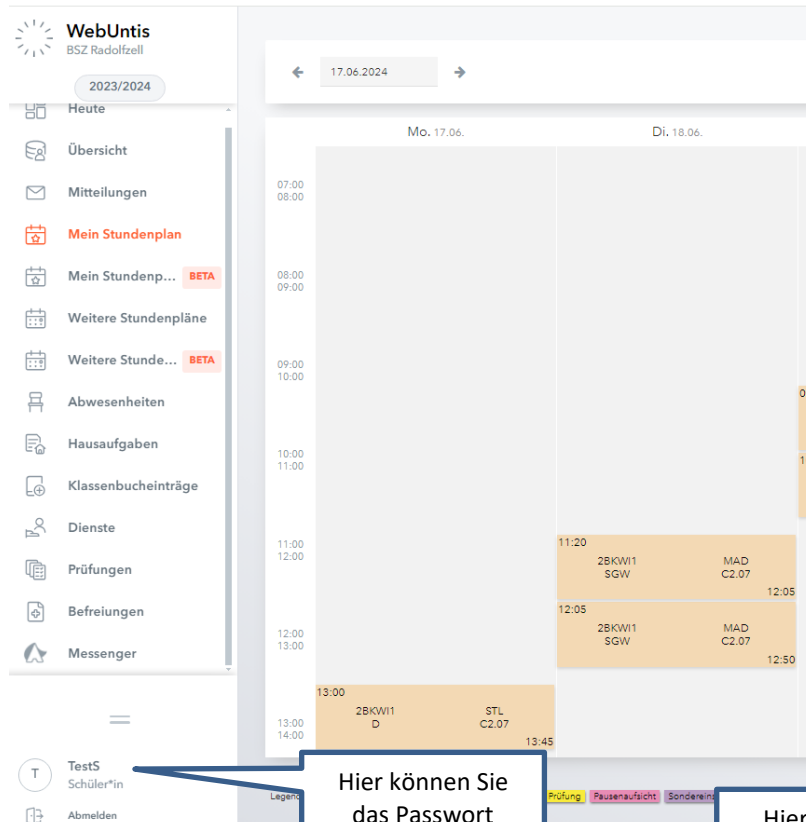 WebUntis
BSZ Radolfzell
2023/2024
Heute
Übersicht
Mitteilungen
Mein Stundenplan
Mein Stundenp... BETA
Weitere Stundenpläne
Weitere Stunde... BETA
Abwesenheiten
Hausaufgaben
Klassenbucheinträge
Dienste
Prüfungen
Befreiungen
Messenger
T
TestS
Schüler*in
Abmelden
17.06.2024
Mo. 17.06.
Di. 18.06.
07:00
08:00
08:00
09:00
09:00
10:00
10:00
11:00
11:00
12:00
12:00
13:00
13:00
14:00
13:00
2BKWI1 STL
D C2.07
13:45
11:20
2BKWI1 MAD
SGW C2.07
12:05
12:05
2BKWI1 MAD
SGW C2.07
12:50
Prüfung Pausenaufsicht
Hier können Sie
das Passwort
Hier